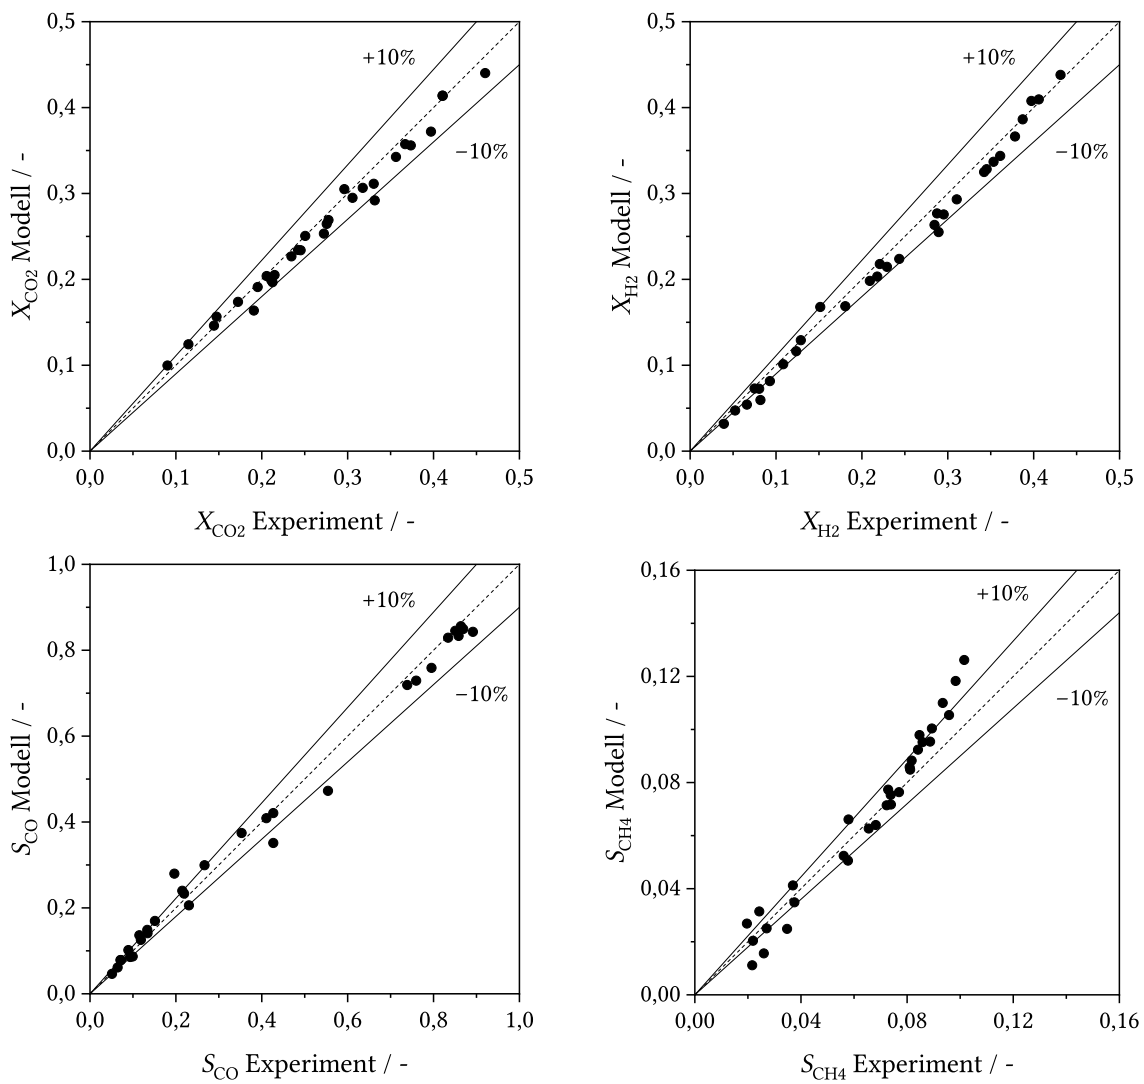 0,5
+10%
0,4
−10%
0,3
0,2
0,1
0,0
0,0 0,1 0,2 0,3 0,4 0,5
X_CO2 Modell / -
X_CO2 Experiment / -
0,5
+10%
0,4
−10%
0,3
0,2
0,1
0,0
0,0 0,1 0,2 0,3 0,4 0,5
X_H2 Modell / -
X_H2 Experiment / -
1,0
+10%
0,8
−10%
0,6
0,4
0,2
0,0
0,0 0,2 0,4 0,6 0,8 1,0
S_CO Modell / -
S_CO Experiment / -
0,16
+10%
0,12
−10%
0,08
0,04
0,00
0,00 0,04 0,08 0,12 0,16
S_CH4 Modell / -
S_CH4 Experiment / -